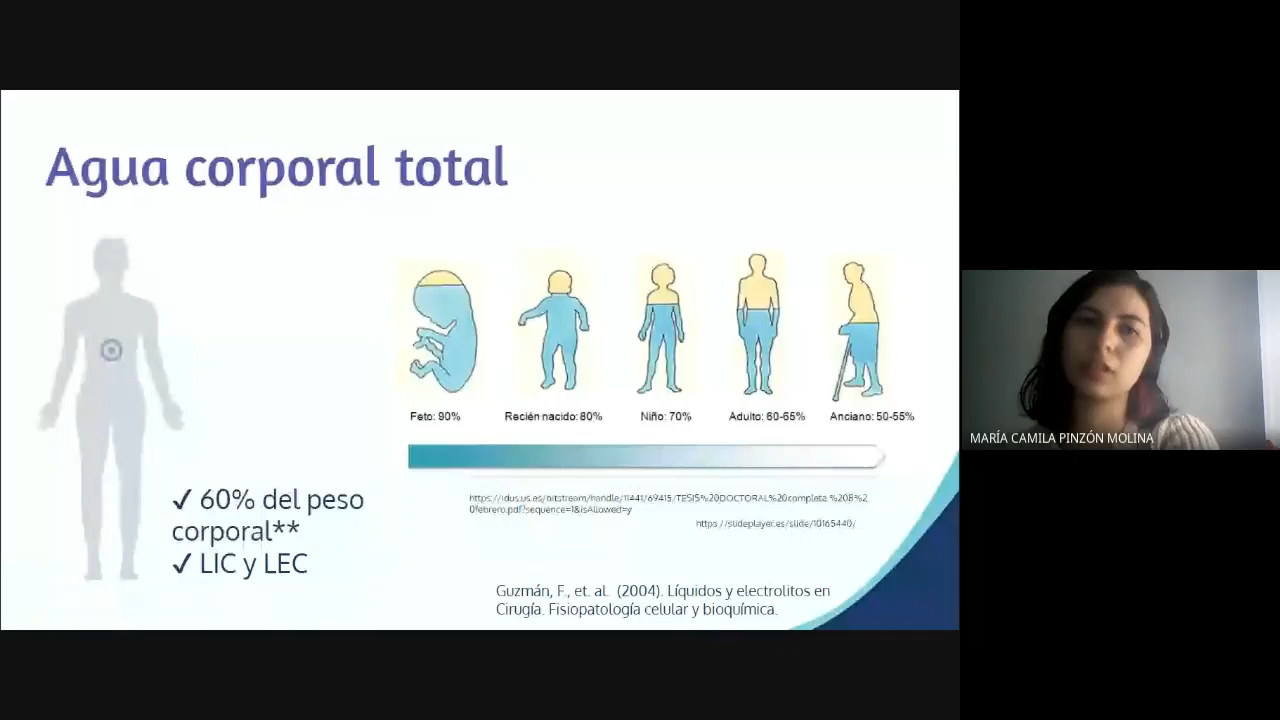 Agua corporal total
Feto: 90%
Recién nacido: 80%
Niño: 70%
Adulto: 60-65%
Anciano: 50-55%
✓ 60% del peso
corporal**
✓ LIC y LEC
https://idus.us.es/bitstream/handle/11441/69415/TESIS%20DOCTORAL%20completa.%208%2
0febrero.pdf?sequence=1&isAllowed=y
https://slideplayer.es/slide/10165440/
Guzmán, F., et. al. (2004). Líquidos y electrolitos en
Cirugía. Fisiopatología celular y bioquímica.
MARÍA CAMILA PINZÓN MOLINA